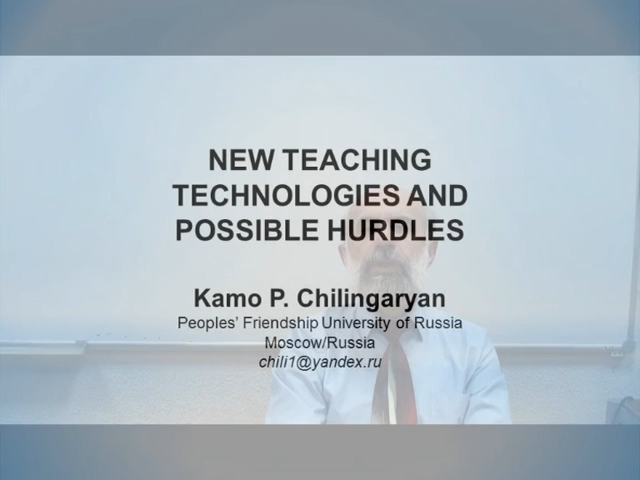 NEW TEACHING
TECHNOLOGIES AND
POSSIBLE HURDLES
Kamo P. Chilingaryan
Peoples' Friendship University of Russia
Moscow/Russia
chili1@yandex.ru